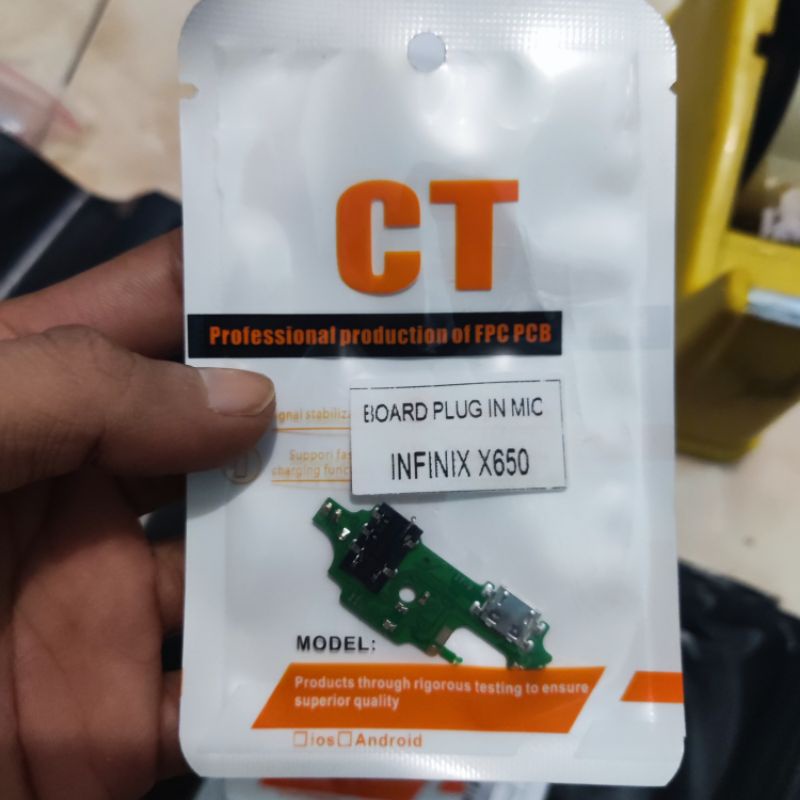 CT
Professional production of FPC PCB
BOARD PLUG IN MIC
INFINIX X650
charging
MODEL:
Products through rigorous testing to ensure
superior quality
ios Android